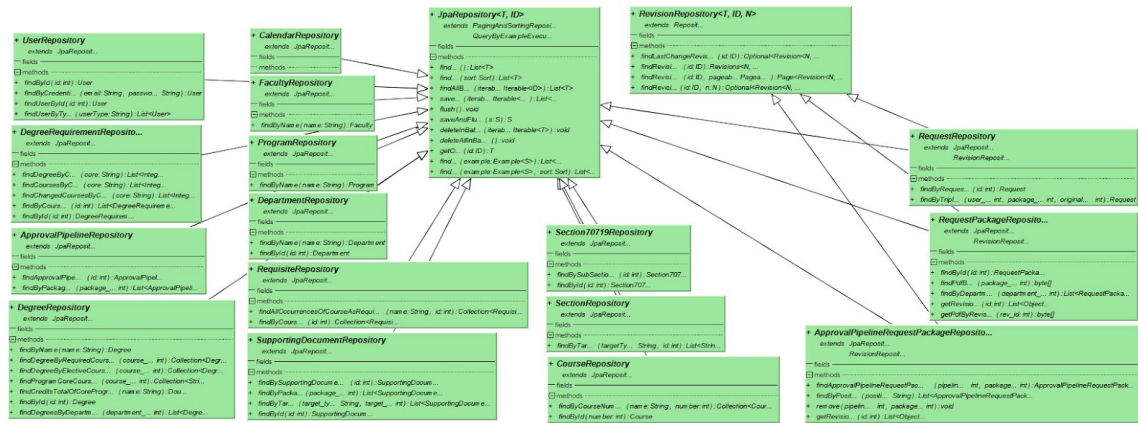 + UserRepository
extends JpaReposit...
fields
methods
+ findById (id: int) : User
+ findByCredenti... (email: String, passwo... String) : User
+ findUserById (id: int) : User
+ findUserByTy... (userType: String) : List<User>
+ DegreeRequirementReposito...
extends JpaReposit...
fields
methods
+ findDegreeByC... (core: String) : List<Integ...
+ findCoursesByC... (core: String) : List<Integ...
+ findChangedCoursesByC... (core: String) : List<Integ...
+ findByCours... (id: int) : List<DegreeRequireme...
+ findById (id: int) : DegreeRequirem...
+ ApprovalPipelineRepository
extends JpaReposit...
fields
methods
+ findApprovalPipe... (id: int) : ApprovalPipel...
+ findByPackag... (package_... int) : List<ApprovalPipeli...
+ DegreeRepository
extends JpaReposit...
fields
methods
+ findByName (name: String) : Degree
+ findDegreeByRequiredCours... (course_... int) : Collection<Degr...
+ findDegreeByElectiveCours... (course_... int) : Collection<Degr...
+ findProgramCoreCours... (course_... int) : Collection<Stri...
+ findCreditsTotalOfCoreProgr... (name: String) : Dou...
+ findById (id: int) : Degree
+ findDegreesByDepartm... (department_... int) : List<Degre...
+ CalendarRepository
extends JpaReposit...
fields
methods
+ FacultyRepository
extends JpaReposit...
fields
methods
+ findByName (name: String) : Faculty
+ ProgramRepository
extends JpaReposit...
fields
methods
+ findByName (name: String) : Program
+ DepartmentRepository
extends JpaReposit...
fields
methods
+ findByName (name: String) : Department
+ findById (id: int) : Department
+ RequisiteRepository
extends JpaReposit...
fields
methods
+ findAllOccurrencesOfCourseAsRequi... (name: String, id: int) : Collection<Requisi...
+ findByCours... (id: int) : Collection<Requisi...
+ SupportingDocumentRepository
extends JpaReposit...
fields
methods
+ findBySupportingDocume... (id: int) : SupportingDocum...
+ findByPacka... (package_... int) : List<SupportingDocum...
+ findByTar... (target_ty... String, target_... int) : List<SupportingDocum...
+ findById (id: int) : SupportingDocum...
+ JpaRepository<T, ID>
extends PagingAndSortingReposi...
QueryByExampleExecu...
fields
methods
+ find... () : List<T>
+ find... (sort: Sort) : List<T>
+ findAllB... (iterab... Iterable<ID>) : List<T>
+ save... (iterab... Iterable<...) : List<...
+ flush () : void
+ saveAndFlu... (s: S) : S
+ deleteInBat... (iterab... Iterable<T>) : void
+ deleteAllInBa... () : void
+ getO... (id: ID) : T
+ find... (example: Example<S>) : List<...
+ find... (example: Example<S>, sort: Sort) : List<...
+ Section70719Repository
extends JpaReposit...
fields
methods
+ findBySubSectio... (id: int) : Section707...
+ findById (id: int) : Section707...
+ SectionRepository
extends JpaReposit...
fields
methods
+ findByTar... (targetTy... String, id: int) : List<Strin...
+ CourseRepository
extends JpaReposit...
fields
methods
+ findByCourseNum... (name: String, number: int) : Collection<Cour...
+ findById (number: int) : Course
+ RevisionRepository<T, ID, N>
extends Reposit...
fields
methods
+ findLastChangeRevis... (id: ID) : Optional<Revision<N, ...
+ findRevisi... (id: ID) : Revisions<N, ...
+ findRevisi... (id: ID, pageab... Pagea... ) : Page<Revision<N, ...
+ findRevisi... (id: ID, n: N) : Optional<Revision<N, ...
+ RequestRepository
extends JpaReposit...
RevisionReposit...
fields
methods
+ findByReques... (id: int) : Request
+ findByTripl... (user_... int, package_... int, original... int) : Request
+ RequestPackageReposito...
extends JpaReposit...
RevisionReposit...
fields
methods
+ findById (id: int) : RequestPacka...
+ findPdfB... (package_... int) : byte[]
+ findByDepartm... (department_... int) : List<RequestPacka...
+ getRevisio... (id: int) : List<Object...
+ getPdfByRevis... (rev_id: int) : byte[]
+ ApprovalPipelineRequestPackageReposito...
extends JpaReposit...
RevisionReposit...
fields
methods
+ findApprovalPipelineRequestPac... (pipelin... int, package... int) : ApprovalPipelineRequestPack...
+ findByPosit... (positi... String) : List<ApprovalPipelineRequestPack...
+ remove (pipelin... int, package... int) : void
+ getRevisio... (id: int) : List<Object...